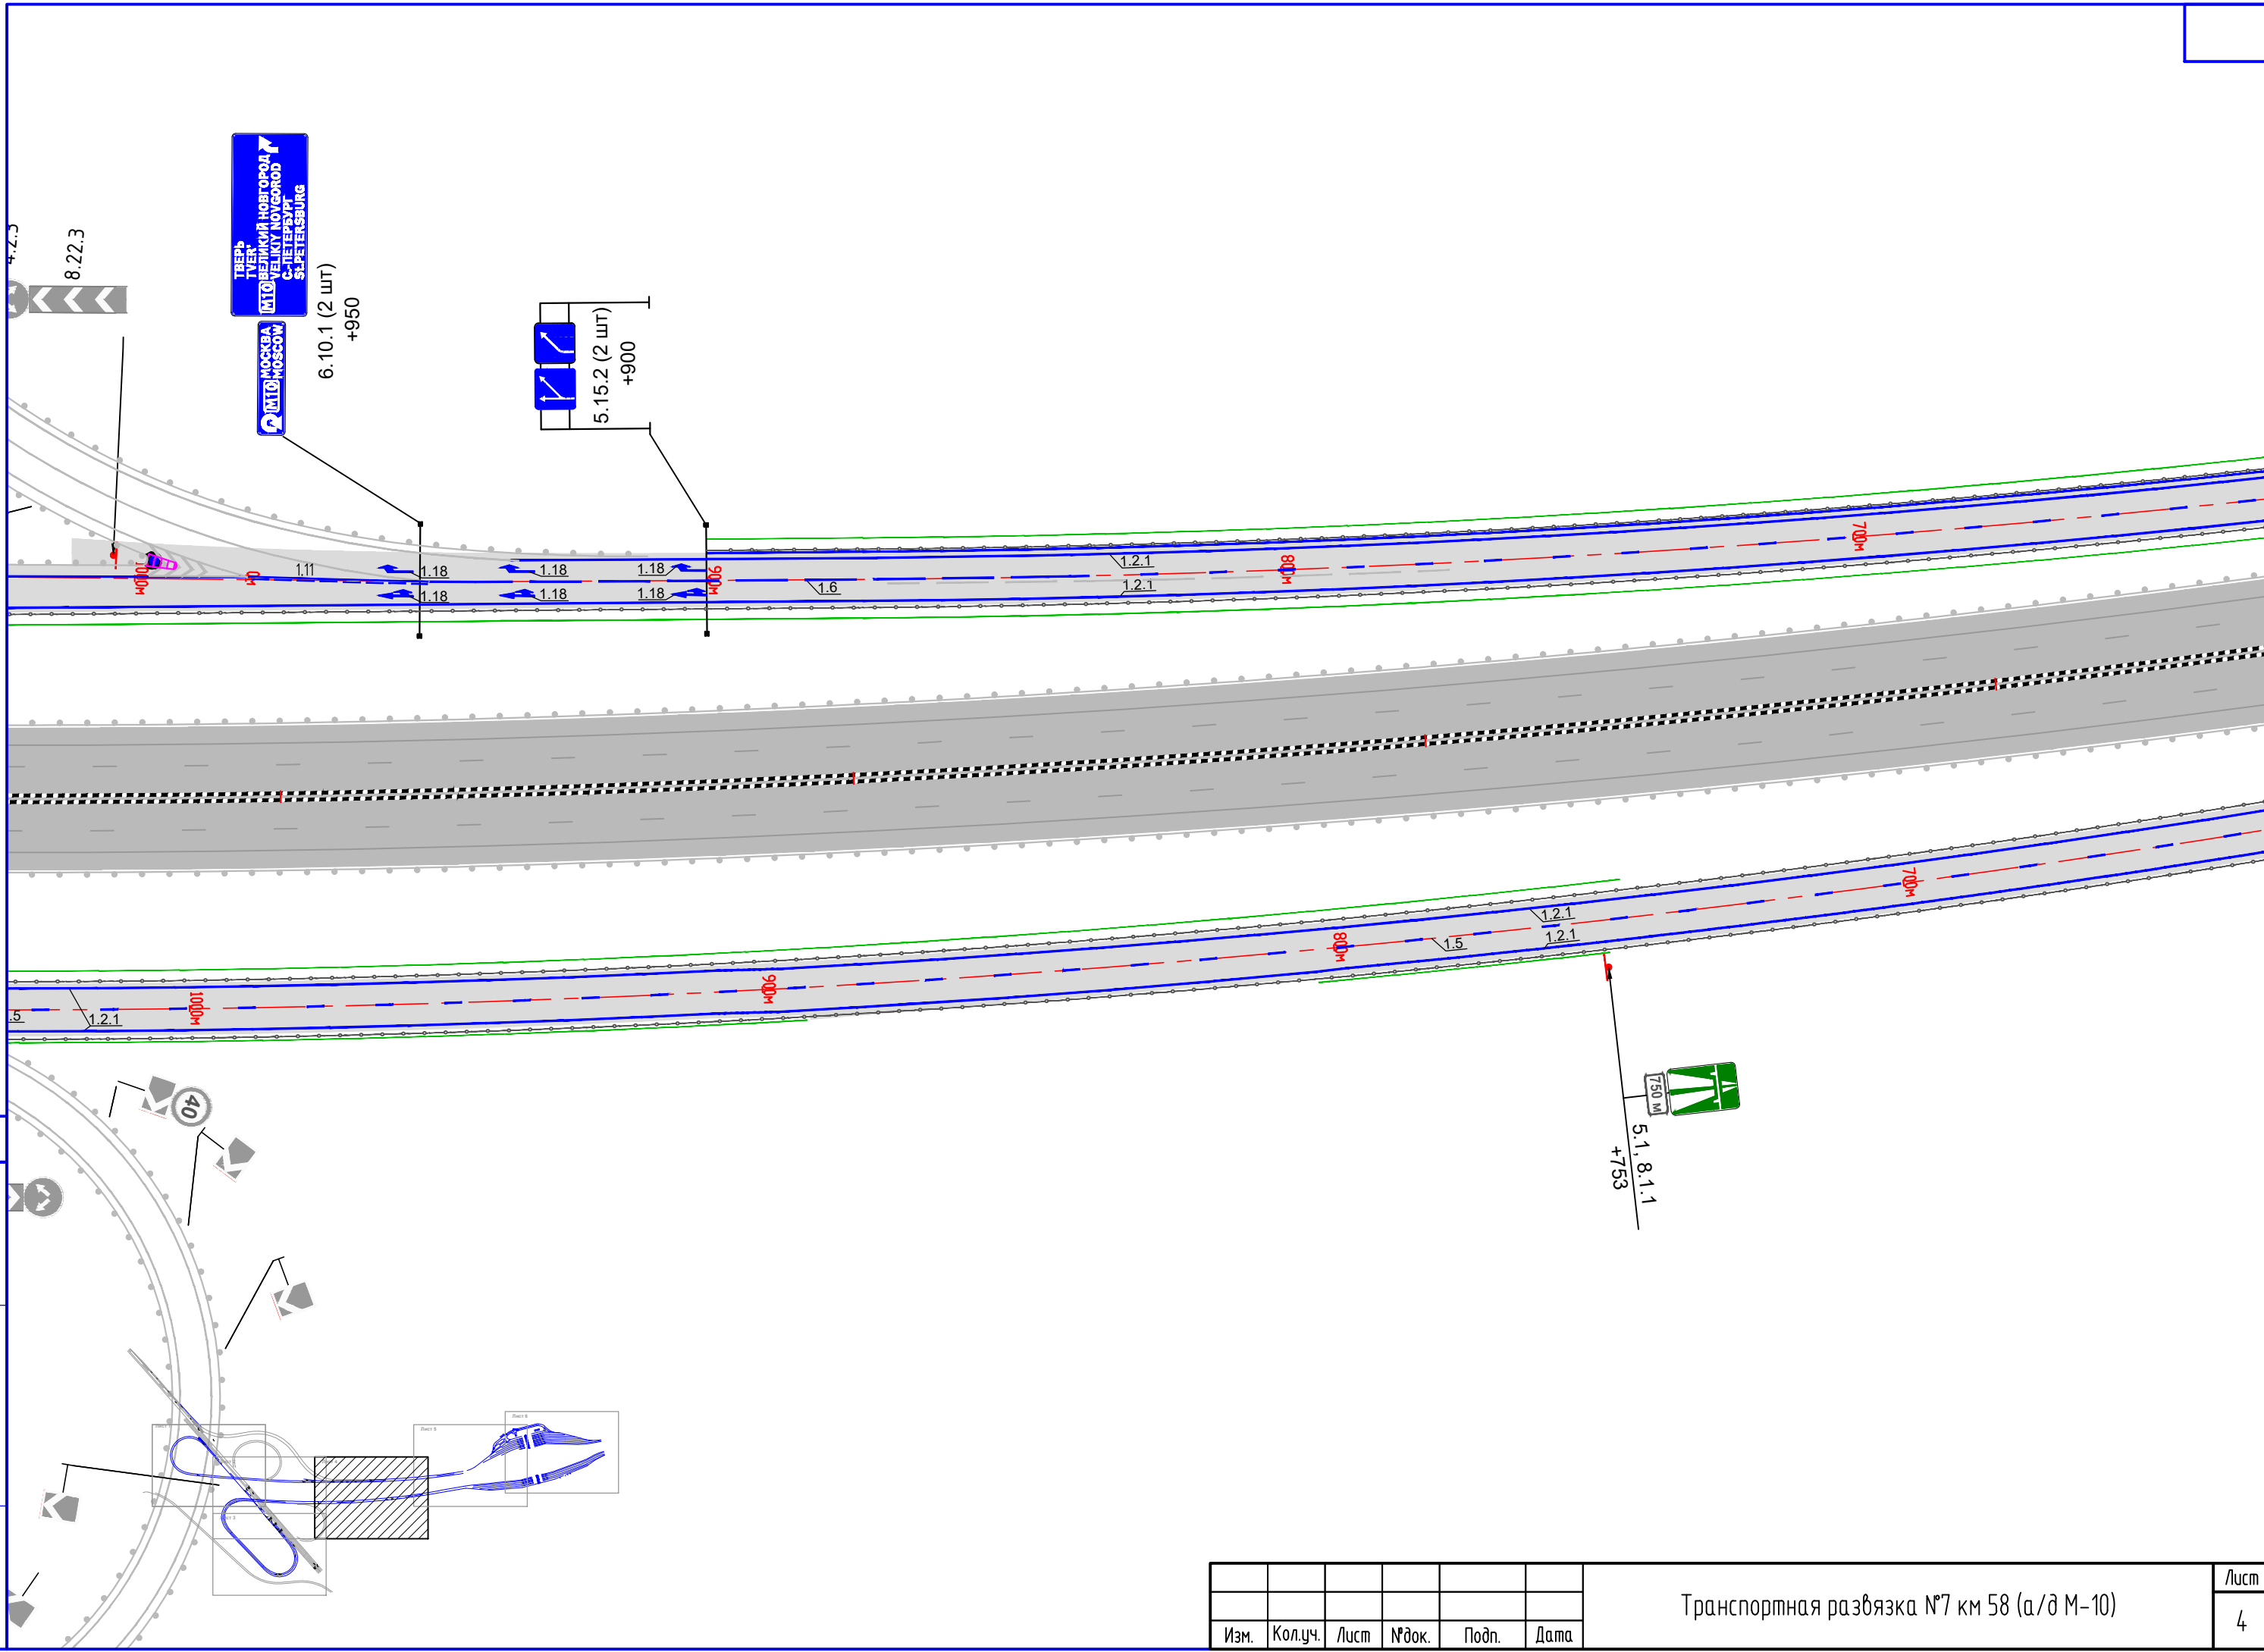 4.2.3
8.22.3
ТВЕРЬ
TVER'
М10 ВЕЛИКИЙ НОВГОРОД
VELIKIY NOVGOROD
С.-ПЕТЕРБУРГ
St.PETERSBURG
М10 МОСКВА
MOSCOW
6.10.1 (2 шт)
+950
5.15.2 (2 шт)
+900
1000м
0м
1.11
1.18
1.18
1.18
1.18
1.18
1.18
900м
1.6
1.2.1
1.2.1
800м
700м
.5
1.2.1
1000м
900м
800м
1.5
1.2.1
1.2.1
700м
750 м
5.1, 8.1.1
+753
40
Изм.
Кол.уч.
Лист
№док.
Подп.
Дата
Транспортная развязка №7 км 58 (а/д М-10)
Лист
4